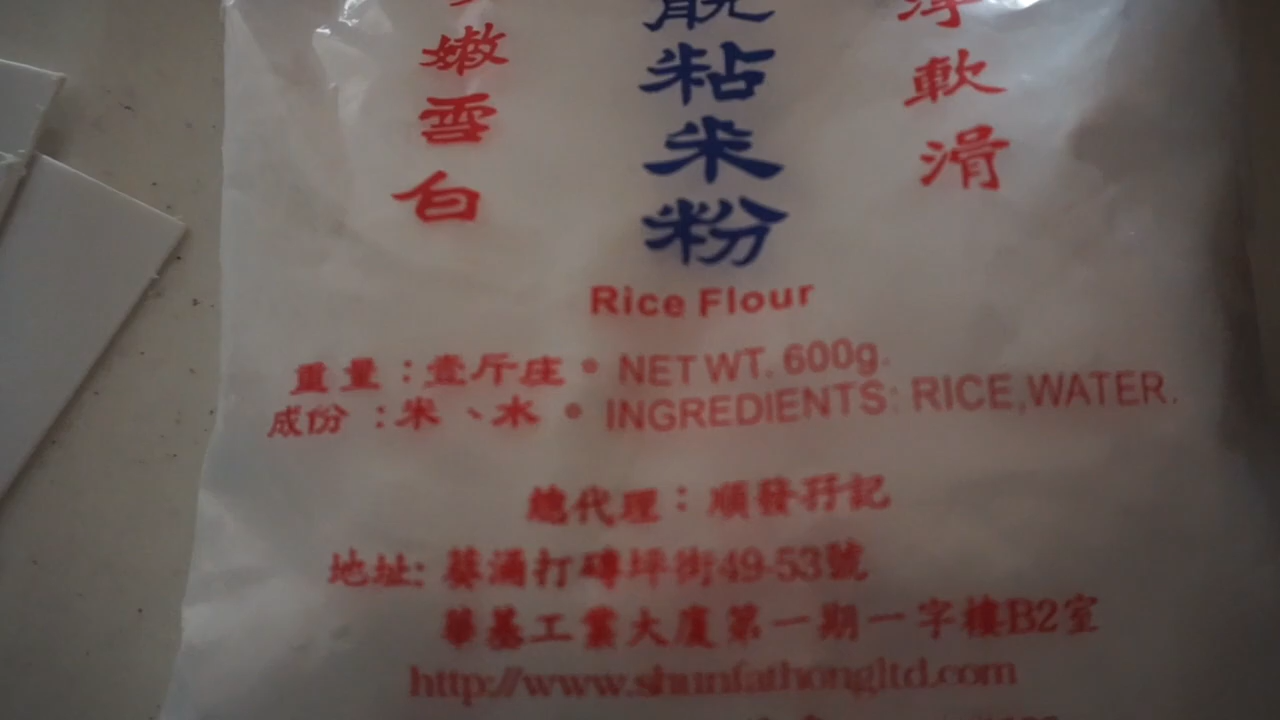 嫩雪白
粘米粉
軟滑
Rice Flour
重量：壹斤庄 • NET WT. 600g.
成份：米、水 • INGREDIENTS: RICE,WATER.
總代理：順發孖記
地址: 葵涌打磚坪街49-53號
華基工業大廈第一期一字樓B2室
http://www.shunfathongltd.com